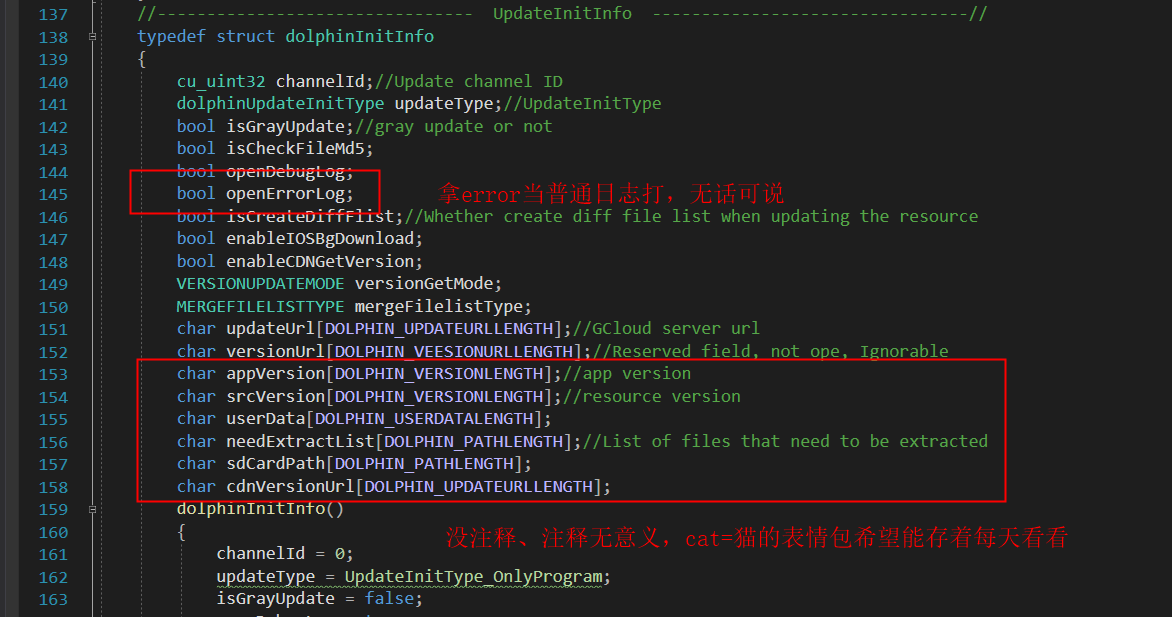 137 //-------------------------------- UpdateInitInfo --------------------------------//
138 typedef struct dolphinInitInfo
139 {
140 cu_uint32 channelId;//Update channel ID
141 dolphinUpdateInitType updateType;//UpdateInitType
142 bool isGrayUpdate;//gray update or not
143 bool isCheckFileMd5;
144 bool openDebugLog;
145 bool openErrorLog; 拿error当普通日志打，无话可说
146 bool isCreateDiffFlist;//Whether create diff file list when updating the resource
147 bool enableIOSBgDownload;
148 bool enableCDNGetVersion;
149 VERSIONUPDATEMODE versionGetMode;
150 MERGEFILELISTTYPE mergeFilelistType;
151 char updateUrl[DOLPHIN_UPDATEURLLENGTH];//GCloud server url
152 char versionUrl[DOLPHIN_VEESIONURLLENGTH];//Reserved field, not ope, Ignorable
153 char appVersion[DOLPHIN_VERSIONLENGTH];//app version
154 char srcVersion[DOLPHIN_VERSIONLENGTH];//resource version
155 char userData[DOLPHIN_USERDATALENGTH];
156 char needExtractList[DOLPHIN_PATHLENGTH];//List of files that need to be extracted
157 char sdCardPath[DOLPHIN_PATHLENGTH];
158 char cdnVersionUrl[DOLPHIN_UPDATEURLLENGTH];
159 dolphinInitInfo()
160 { 没注释、注释无意义，cat=猫的表情包希望能存着每天看看
161 channelId = 0;
162 updateType = UpdateInitType_OnlyProgram;
163 isGrayUpdate = false;